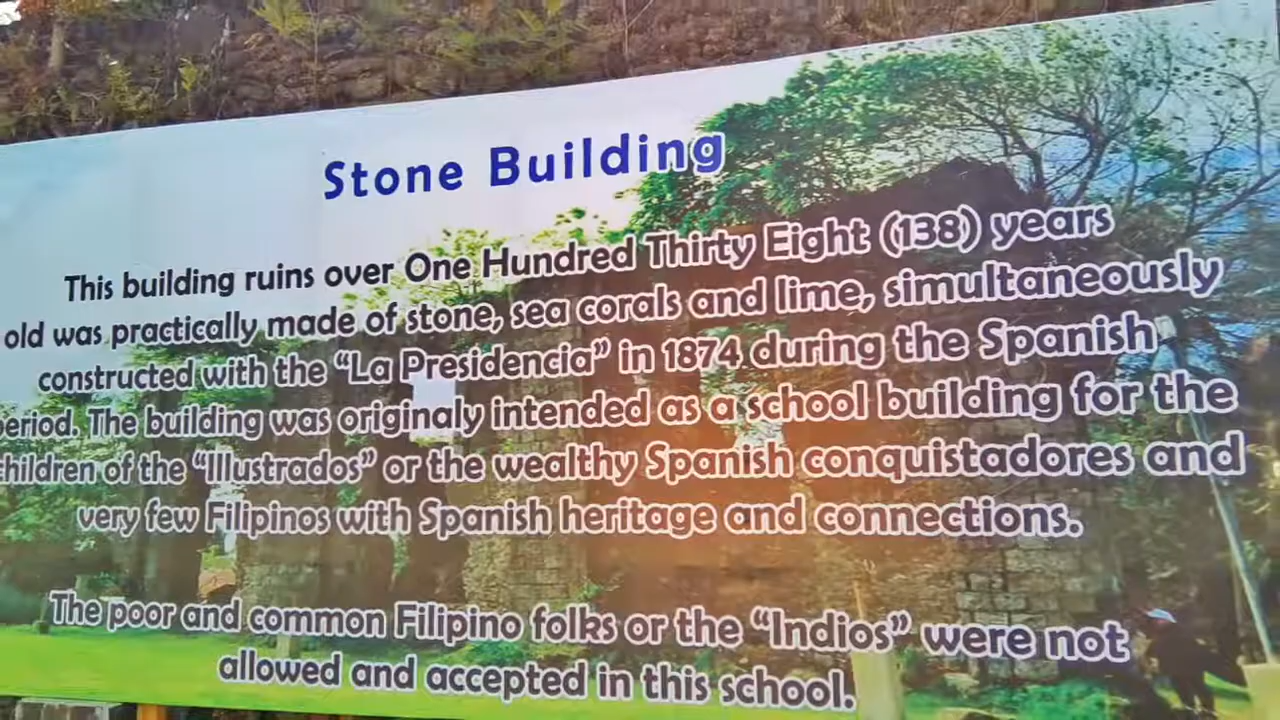 Stone Building
This building ruins over One Hundred Thirty Eight (138) years
old was practically made of stone, sea corals and lime, simultaneously
constructed with the “La Presidencia” in 1874 during the Spanish
period. The building was originaly intended as a school building for the
children of the “Illustrados” or the wealthy Spanish conquistadores and
very few Filipinos with Spanish heritage and connections.
The poor and common Filipino folks or the “Indios” were not
allowed and accepted in this school.